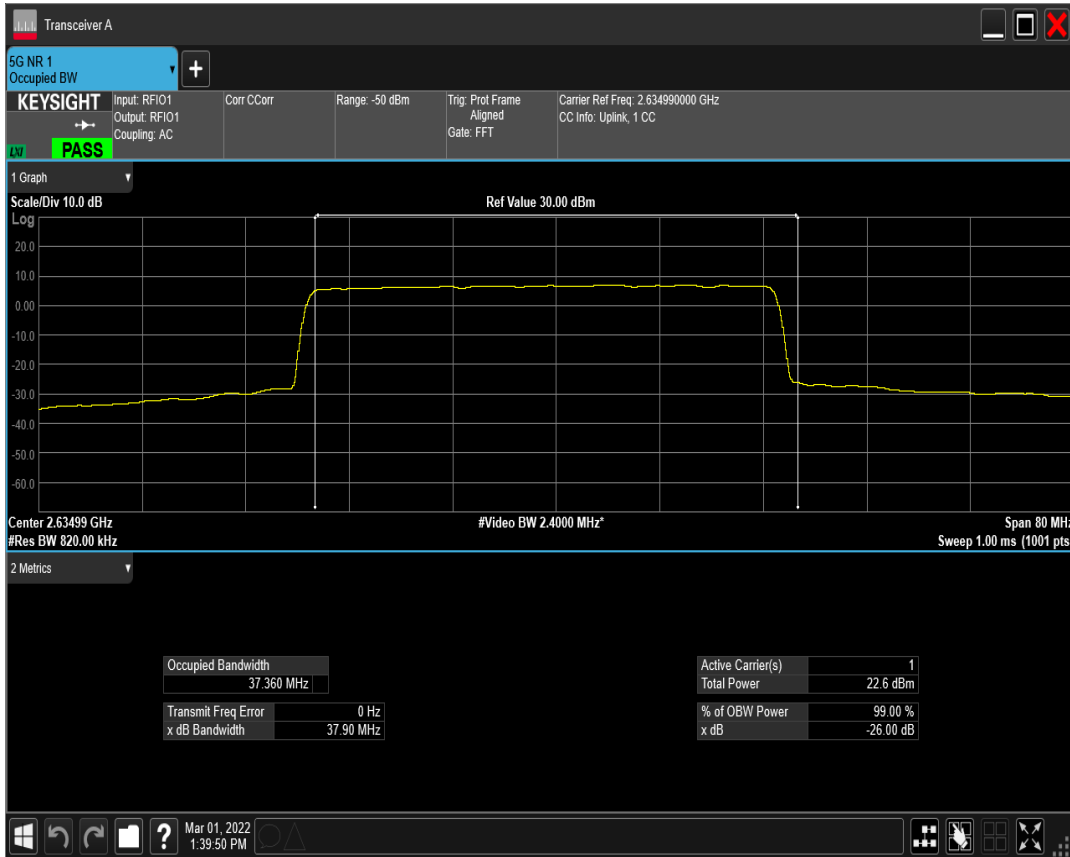 Transceiver A
5G NR 1
Occupied BW
KEYSIGHT
LXI
PASS
Input: RFIO1
Output: RFIO1
Coupling: AC
Corr CCorr
Range: -50 dBm
Trig: Prot Frame
Aligned
Gate: FFT
Carrier Ref Freq: 2.634990000 GHz
CC Info: Uplink, 1 CC
1 Graph
Scale/Div 10.0 dB
Ref Value 30.00 dBm
Log
20.0
10.0
0.00
-10.0
-20.0
-30.0
-40.0
-50.0
-60.0
Center 2.63499 GHz
#Video BW 2.4000 MHz*
Span 80 MHz
#Res BW 820.00 kHz
Sweep 1.00 ms (1001 pts
2 Metrics
Occupied Bandwidth
37.360 MHz
Transmit Freq Error 0 Hz
x dB Bandwidth 37.90 MHz
Active Carrier(s) 1
Total Power 22.6 dBm
% of OBW Power 99.00 %
x dB -26.00 dB
Mar 01, 2022
1:39:50 PM